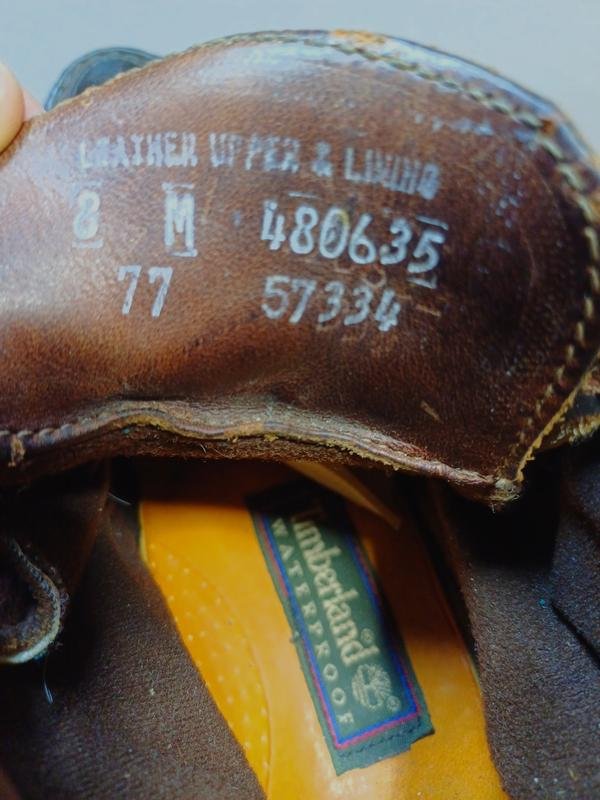 LEATHER UPPER & LINING
8 M 480635
77 57334
Timberland®
WATERPROOF